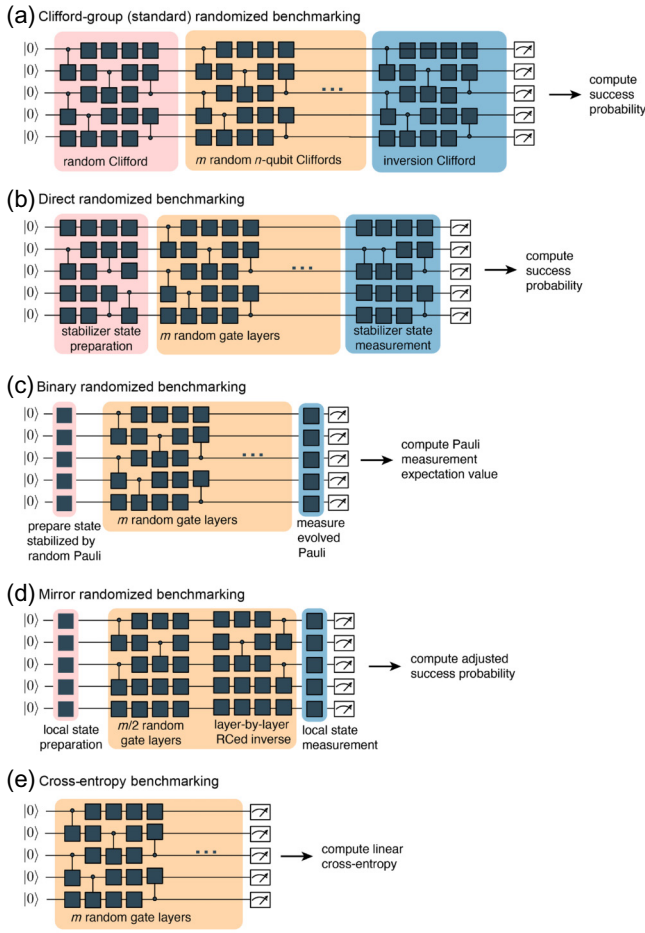 (a) Clifford-group (standard) randomized benchmarking
|0⟩
|0⟩
|0⟩
|0⟩
|0⟩
...
random Clifford
m random n-qubit Cliffords
inversion Clifford
compute
success
probability
(b) Direct randomized benchmarking
|0⟩
|0⟩
|0⟩
|0⟩
|0⟩
...
stabilizer state
preparation
m random gate layers
stabilizer state
measurement
compute
success
probability
(c) Binary randomized benchmarking
|0⟩
|0⟩
|0⟩
|0⟩
|0⟩
...
prepare state
stabilized by
random Pauli
m random gate layers
measure
evolved
Pauli
compute Pauli
measurement
expectation value
(d) Mirror randomized benchmarking
|0⟩
|0⟩
|0⟩
|0⟩
|0⟩
local state
preparation
m/2 random
gate layers
layer-by-layer
RCed inverse
local state
measurement
compute adjusted
success probability
(e) Cross-entropy benchmarking
|0⟩
|0⟩
|0⟩
|0⟩
|0⟩
...
m random gate layers
compute linear
cross-entropy